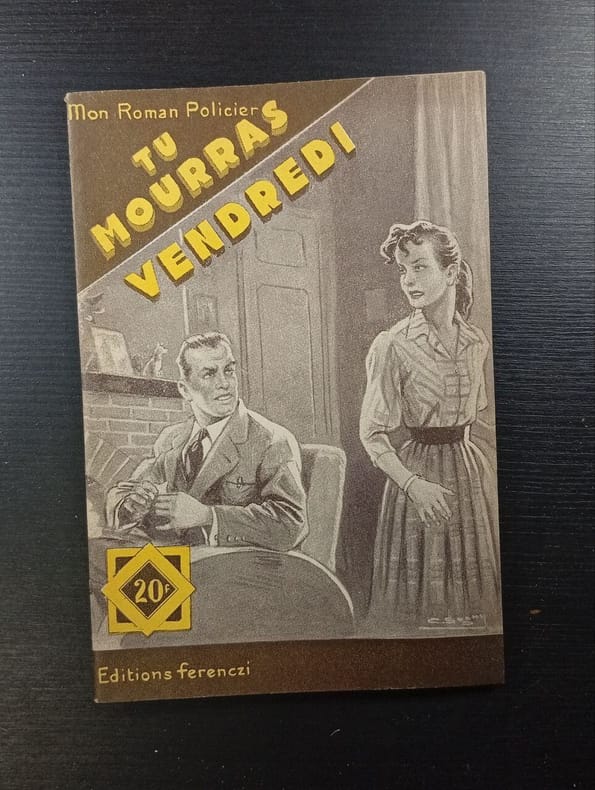 Mon Roman Policier
TU
MOURRAS
VENDREDI
20F
Editions ferenczi